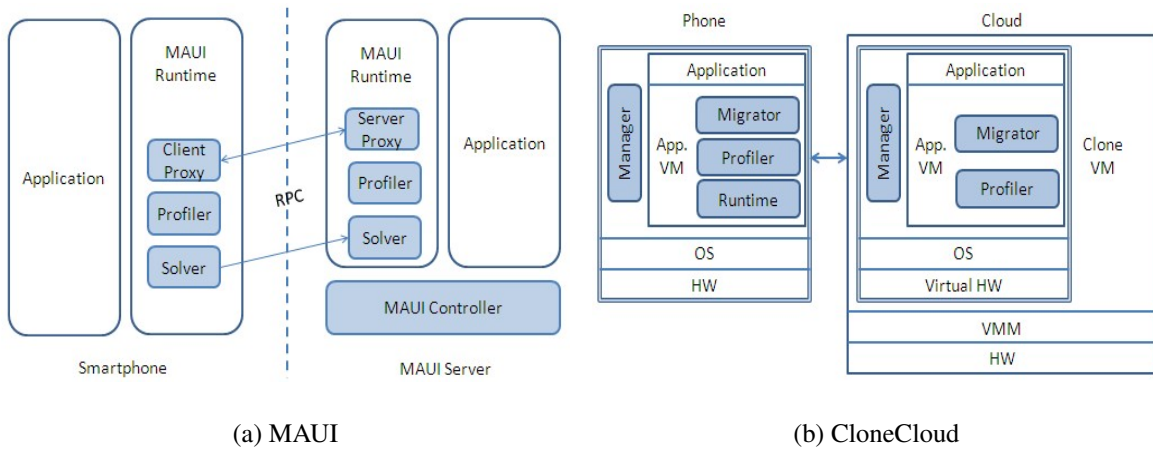 Application
MAUI
Runtime
Client
Proxy
Profiler
Solver
Smartphone
RPC
MAUI
Runtime
Server
Proxy
Profiler
Solver
Application
MAUI Controller
MAUI Server
(a) MAUI
Phone
Manager
Application
App.
VM
Migrator
Profiler
Runtime
OS
HW
Cloud
Manager
Application
App.
VM
Migrator
Profiler
Clone
VM
OS
Virtual HW
VMM
HW
(b) CloneCloud